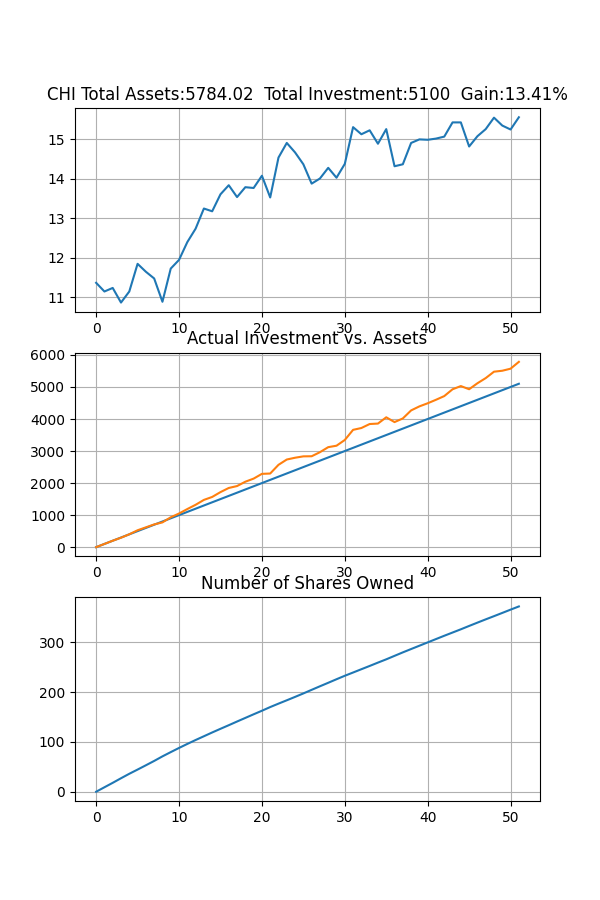 CHI Total Assets:5784.02  Total Investment:5100  Gain:13.41%
15
14
13
12
11
0 10 20 30 40 50
Actual Investment vs. Assets
6000
5000
4000
3000
2000
1000
0
0 10 20 30 40 50
Number of Shares Owned
300
200
100
0
0 10 20 30 40 50